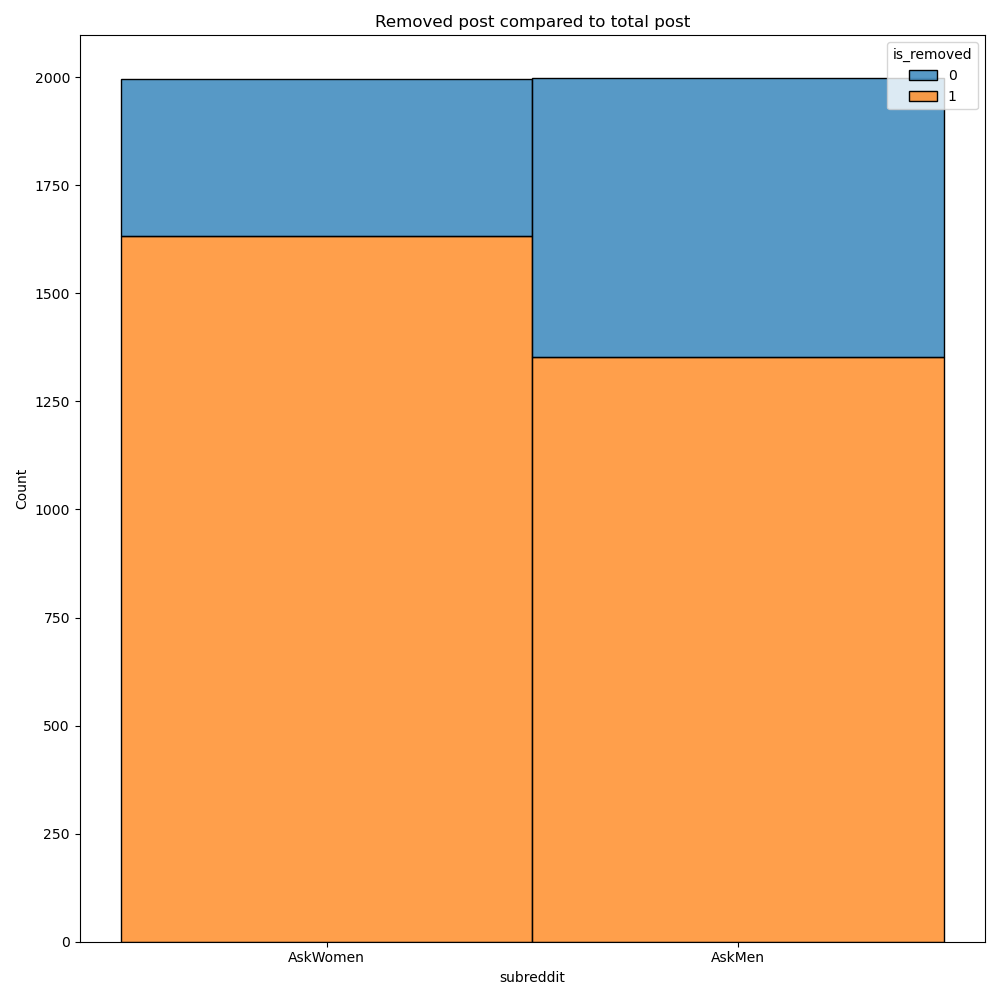 Removed post compared to total post
is_removed
0
1
2000
1750
1500
1250
1000
750
500
250
0
Count
AskWomen
AskMen
subreddit